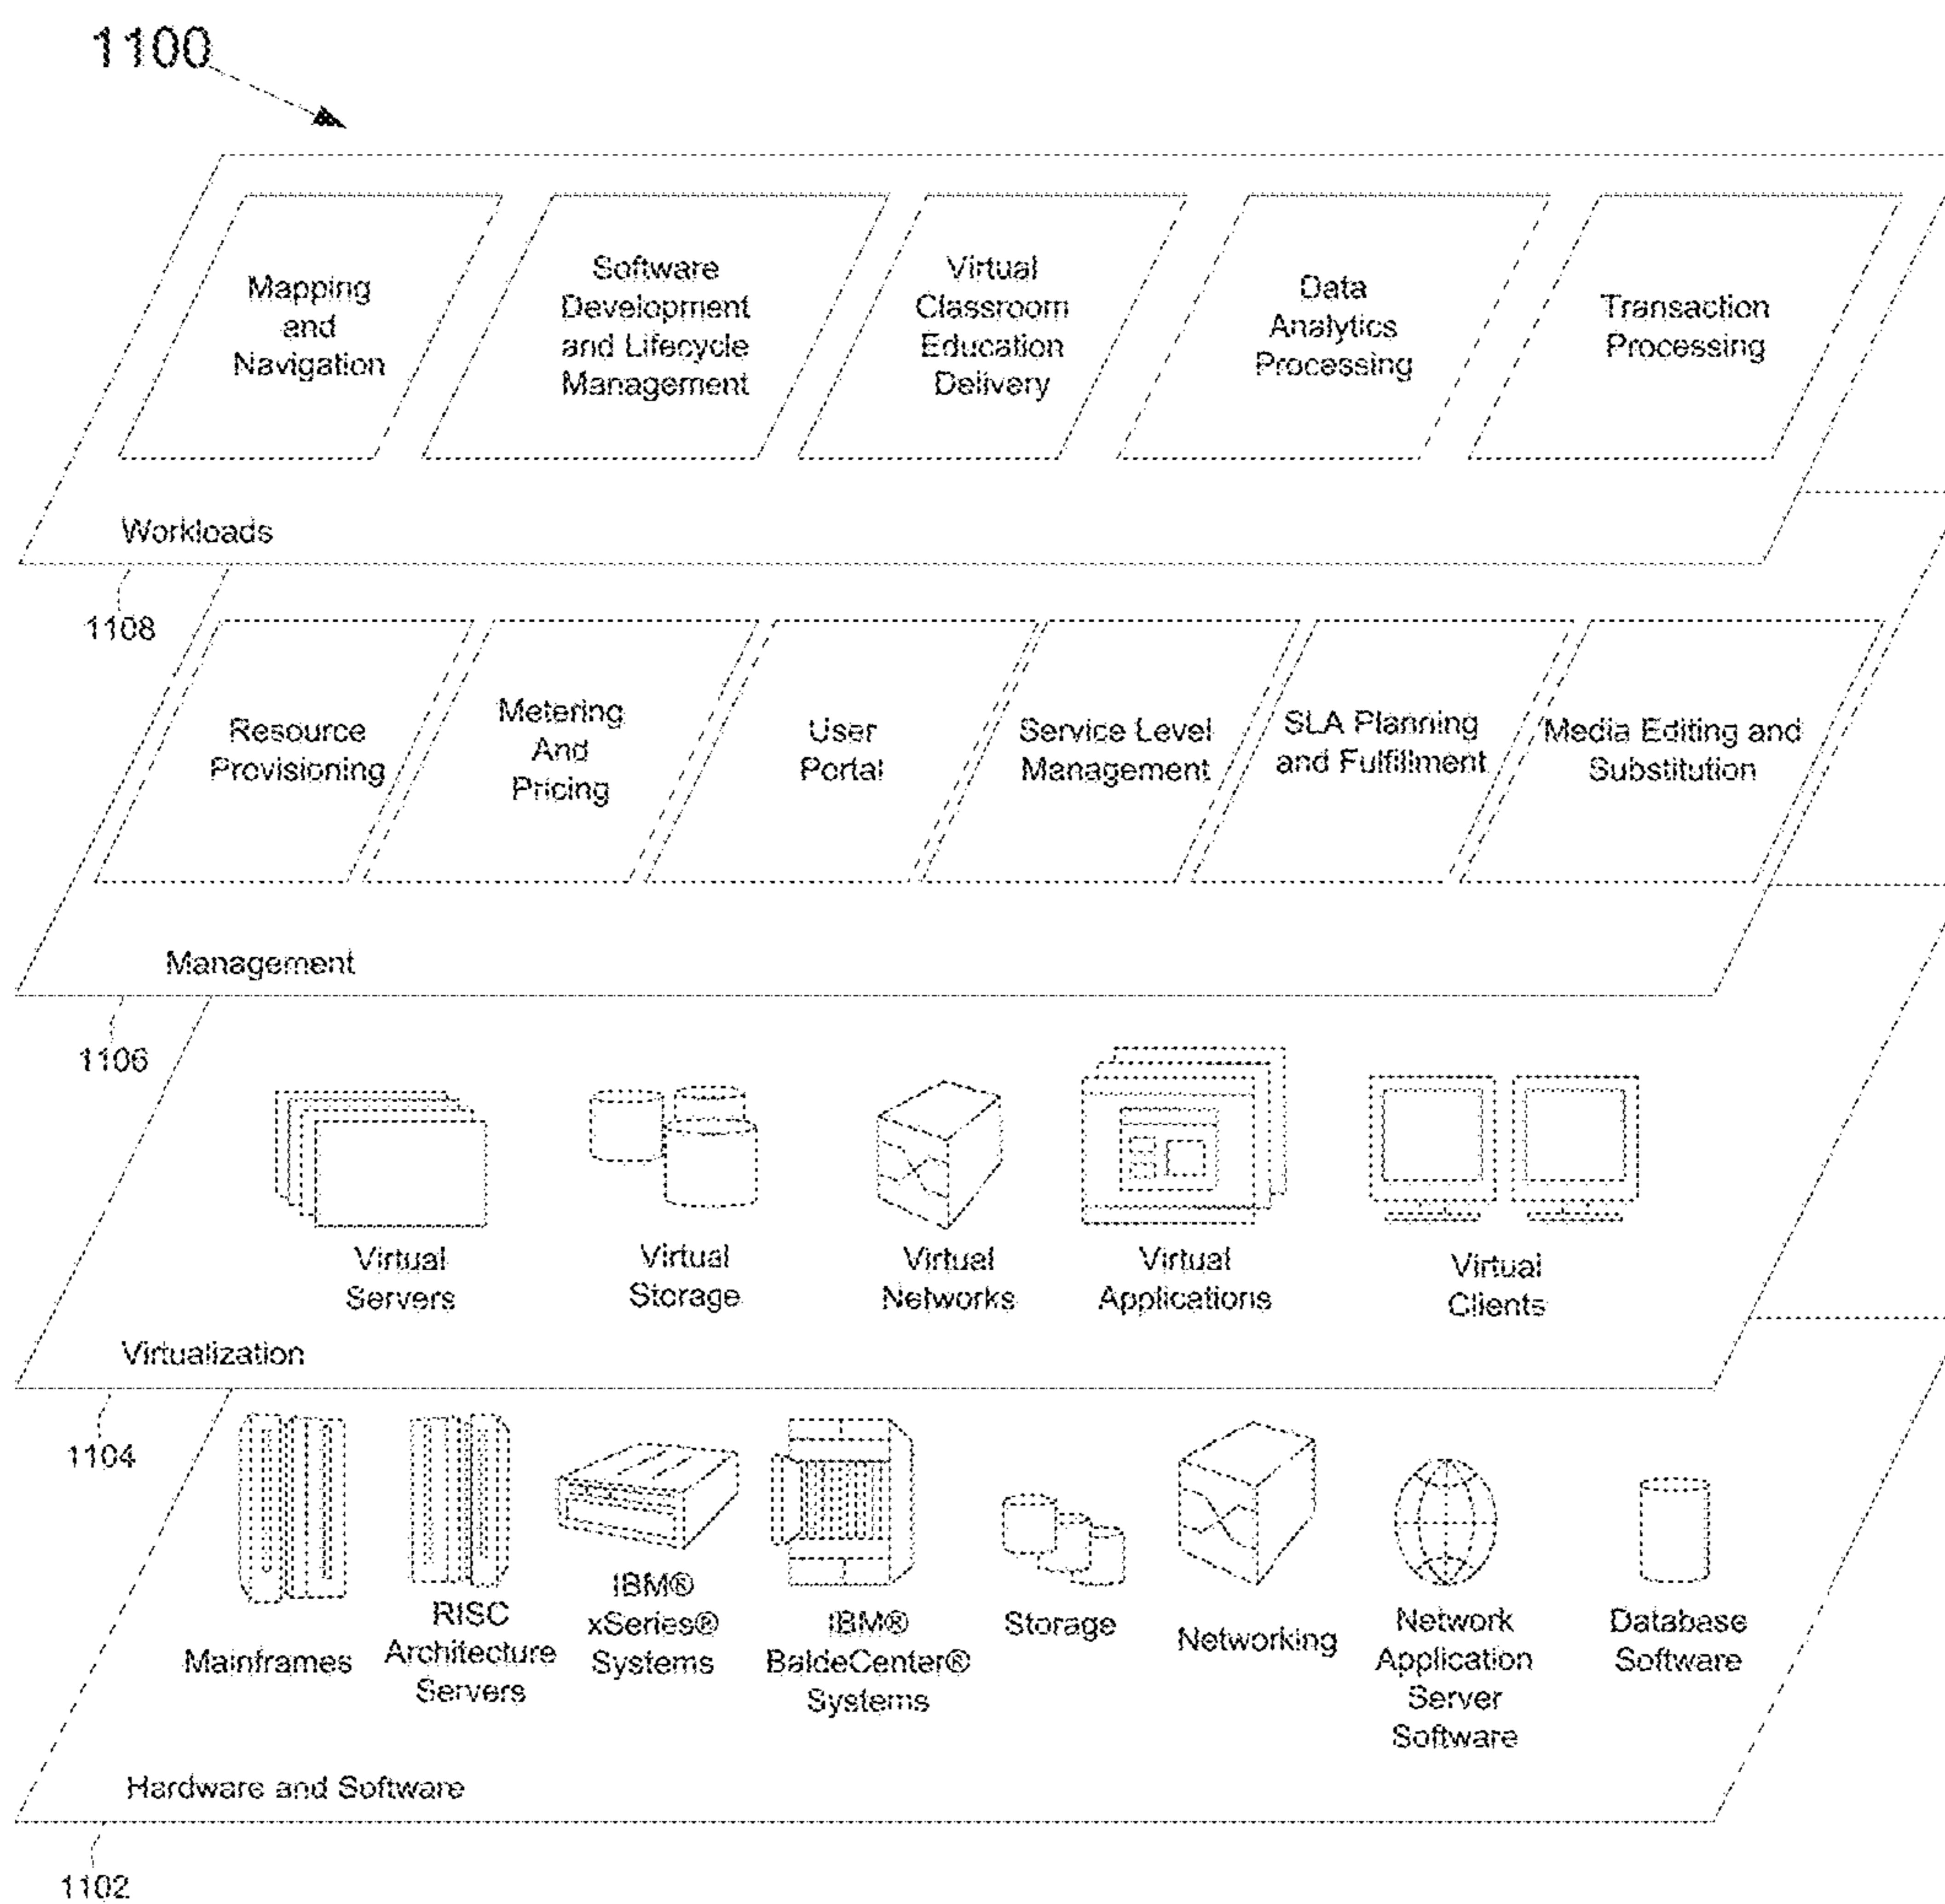 1100
Mapping
and
Navigation
Software
Development
and Lifecycle
Management
Virtual
Classroom
Education
Delivery
Data
Analytics
Processing
Transaction
Processing
Workloads
1108
Resource
Provisioning
Metering
And
Pricing
User
Portal
Service Level
Management
SLA Planning
and Fulfillment
Media Editing and
Substitution
Management
1106
Virtual
Servers
Virtual
Storage
Virtual
Networks
Virtual
Applications
Virtual
Clients
Virtualization
1104
Mainframes
RISC
Architecture
Servers
IBM®
xSeries®
Systems
IBM®
BaldeCenter®
Systems
Storage
Networking
Network
Application
Server
Software
Database
Software
Hardware and Software
1102